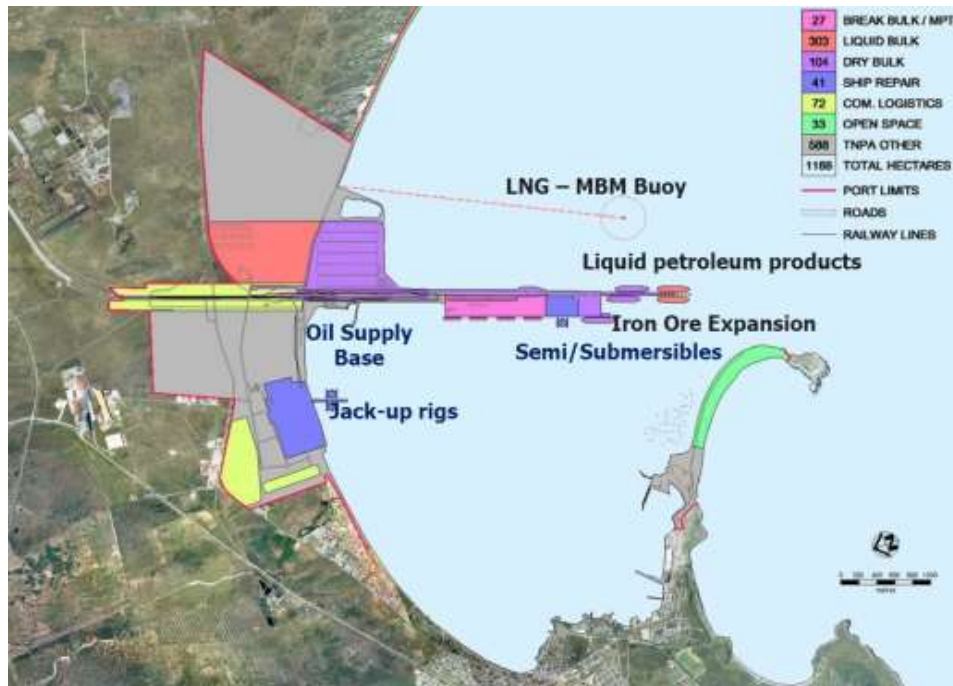 27 BREAK BULK / MPT
303 LIQUID BULK
104 DRY BULK
41 SHIP REPAIR
72 COM. LOGISTICS
33 OPEN SPACE
588 TNPA OTHER
1168 TOTAL HECTARES
PORT LIMITS
ROADS
RAILWAY LINES
LNG – MBM Buoy
Liquid petroleum products
Oil Supply
Base
Iron Ore Expansion
Semi/Submersibles
Jack-up rigs